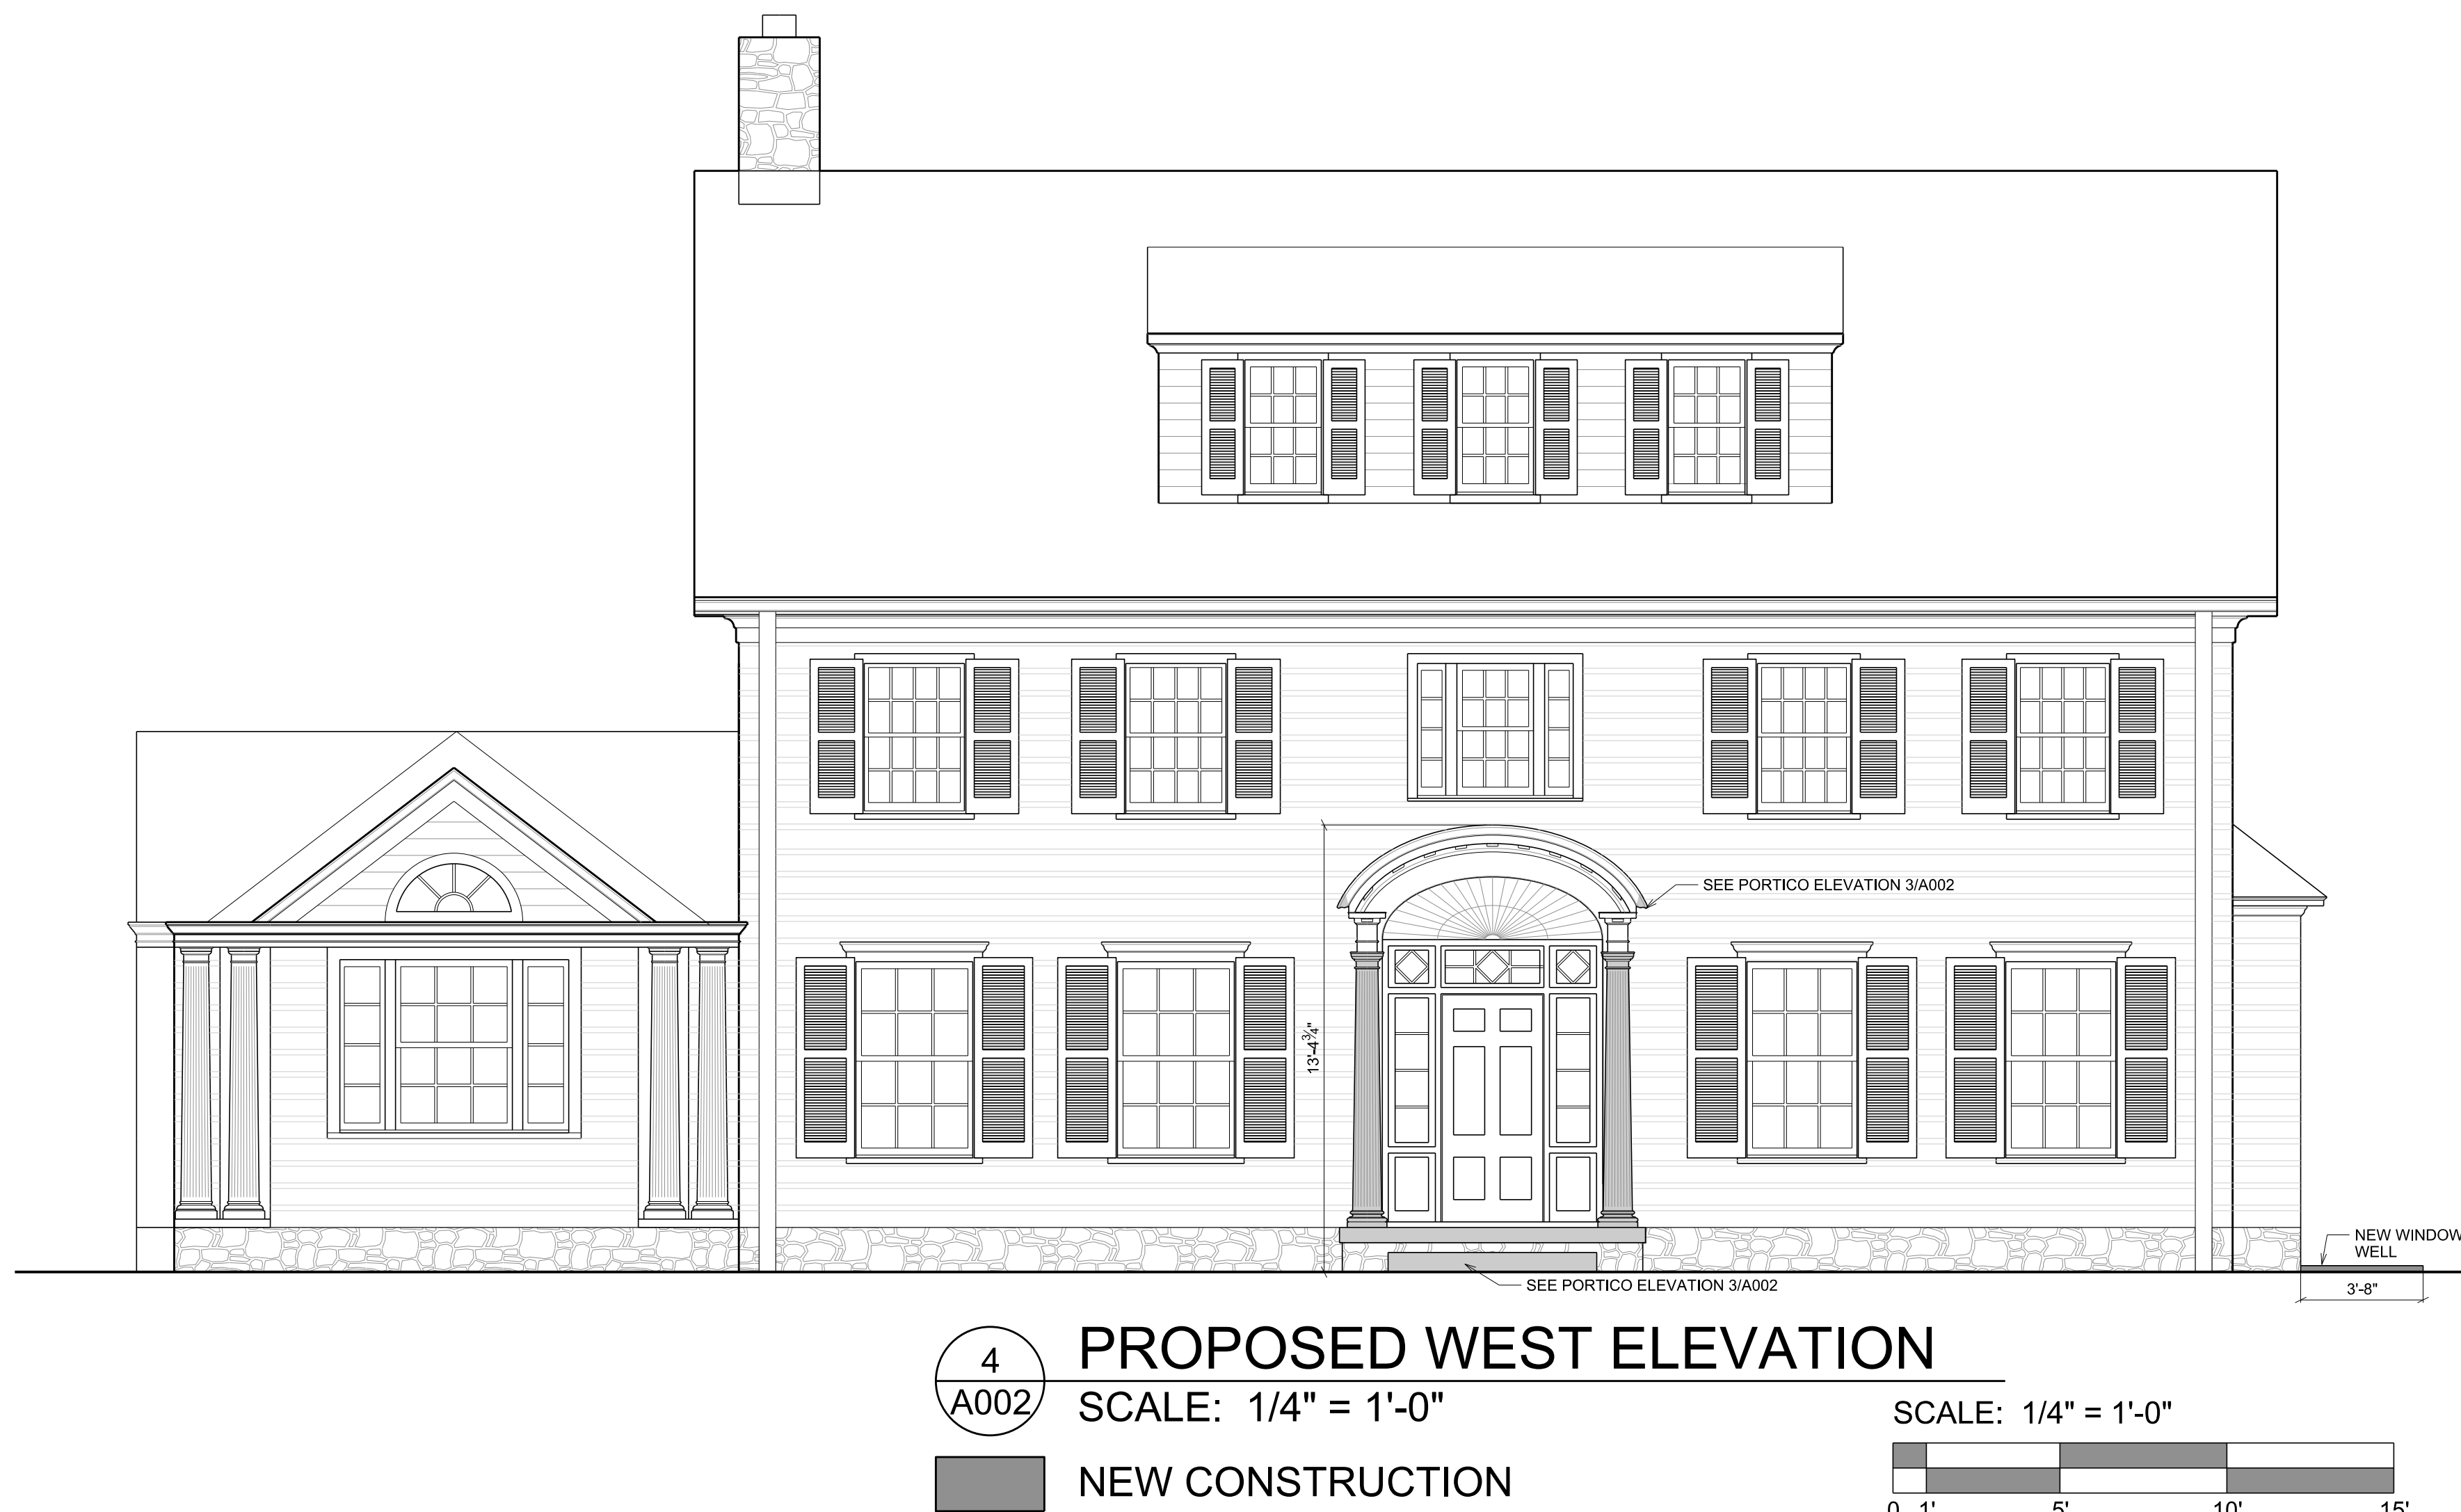 SEE PORTICO ELEVATION 3/A002
13'-4¾"
NEW WINDOW
WELL
SEE PORTICO ELEVATION 3/A002
3'-8"
4
A002
PROPOSED WEST ELEVATION
SCALE: 1/4" = 1'-0"
NEW CONSTRUCTION
SCALE: 1/4" = 1'-0"
0 1' 5' 10' 15'